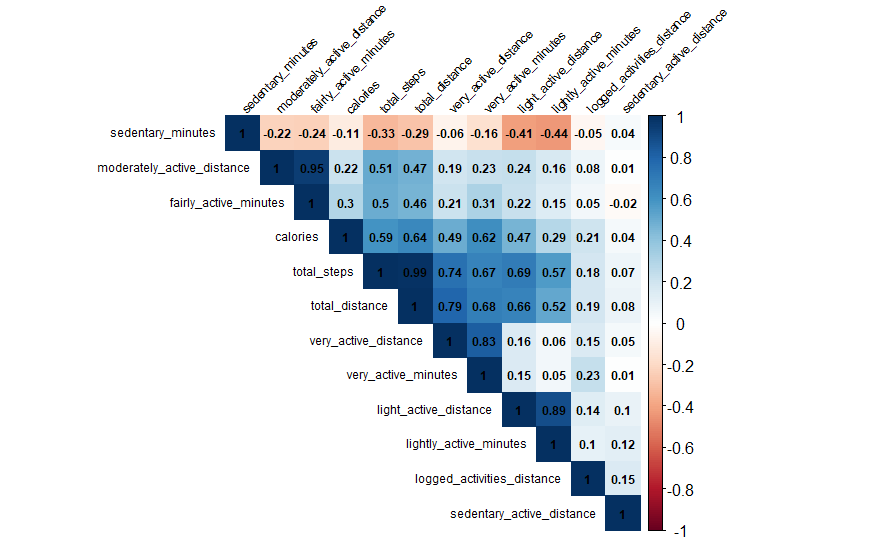 sedentary_minutes
moderately_active_distance
fairly_active_minutes
calories
total_steps
total_distance
very_active_distance
very_active_minutes
light_active_distance
lightly_active_minutes
logged_activities_distance
sedentary_active_distance
sedentary_minutes 1 -0.22 -0.24 -0.11 -0.33 -0.29 -0.06 -0.16 -0.41 -0.44 -0.05 0.04
moderately_active_distance 1 0.95 0.22 0.51 0.47 0.19 0.23 0.24 0.16 0.08 0.01
fairly_active_minutes 1 0.3 0.5 0.46 0.21 0.31 0.22 0.15 0.05 -0.02
calories 1 0.59 0.64 0.49 0.62 0.47 0.29 0.21 0.04
total_steps 1 0.99 0.74 0.67 0.69 0.57 0.18 0.07
total_distance 1 0.79 0.68 0.66 0.52 0.19 0.08
very_active_distance 1 0.83 0.16 0.06 0.15 0.05
very_active_minutes 1 0.15 0.05 0.23 0.01
light_active_distance 1 0.89 0.14 0.1
lightly_active_minutes 1 0.1 0.12
logged_activities_distance 1 0.15
sedentary_active_distance 1
1
0.8
0.6
0.4
0.2
0
-0.2
-0.4
-0.6
-0.8
-1